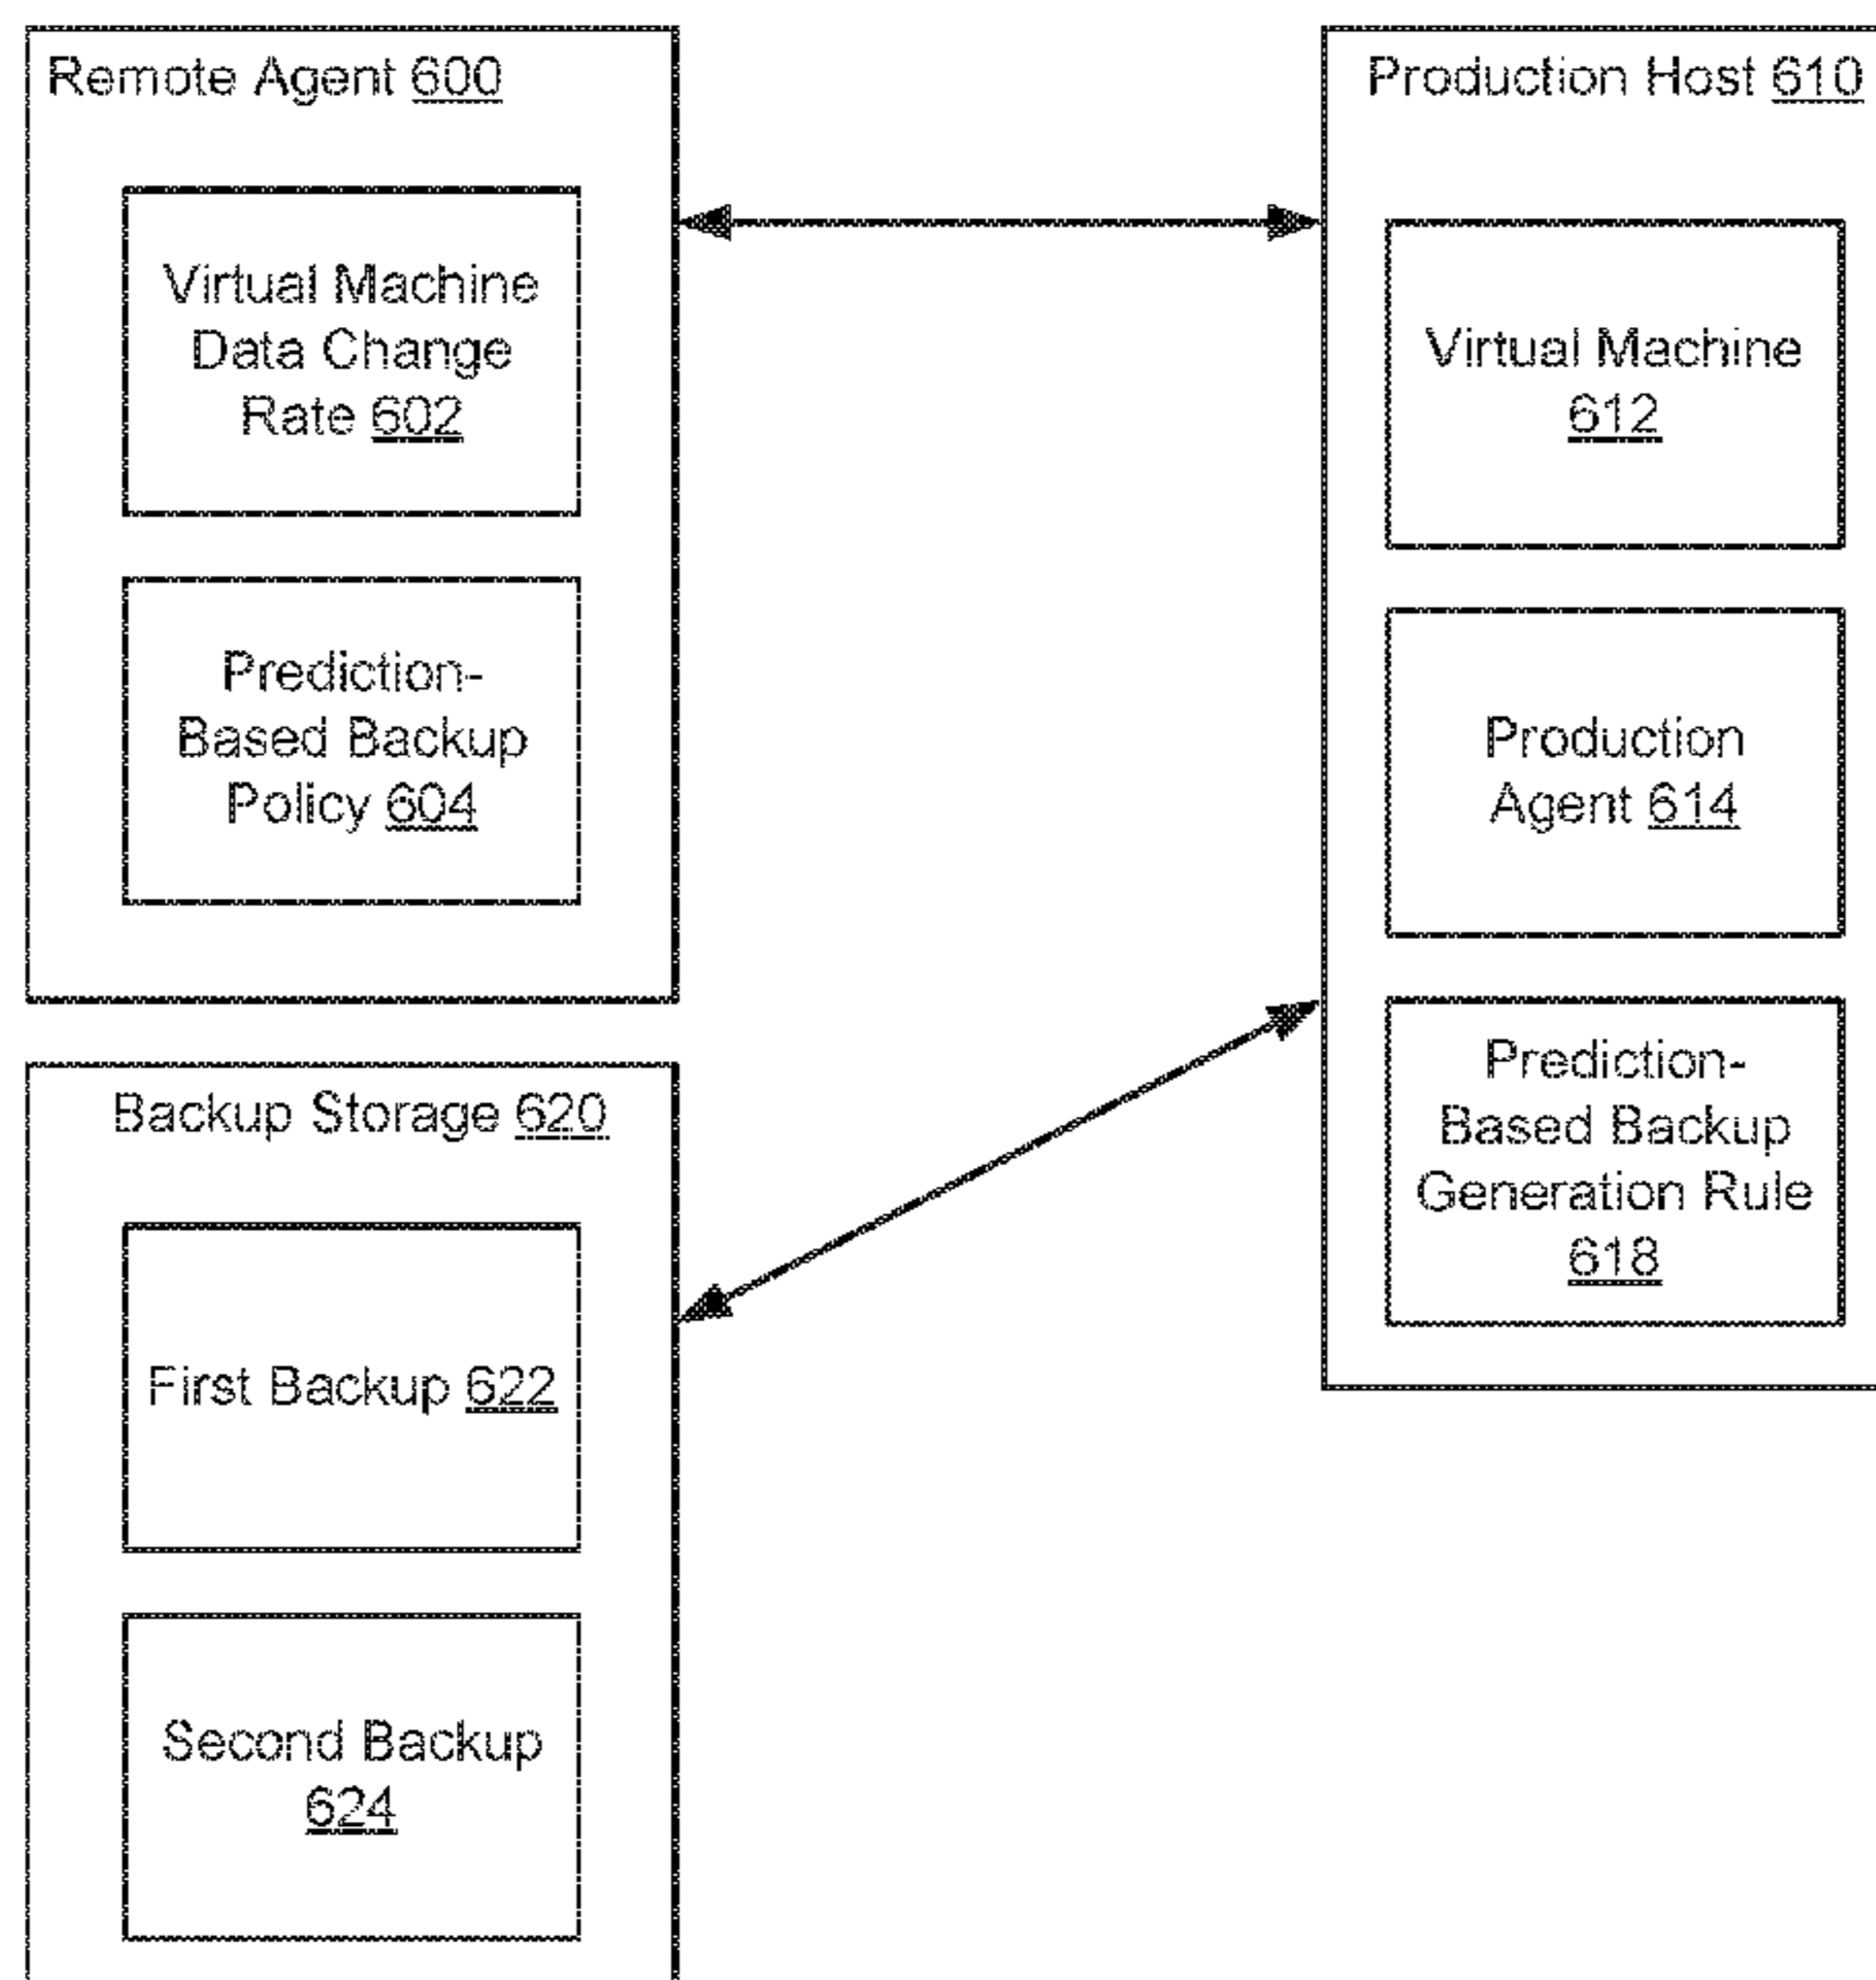 Remote Agent 600
Virtual Machine
Data Change
Rate 602
Prediction-
Based Backup
Policy 604
Backup Storage 620
First Backup 622
Second Backup
624
Production Host 610
Virtual Machine
612
Production
Agent 614
Prediction-
Based Backup
Generation Rule
618